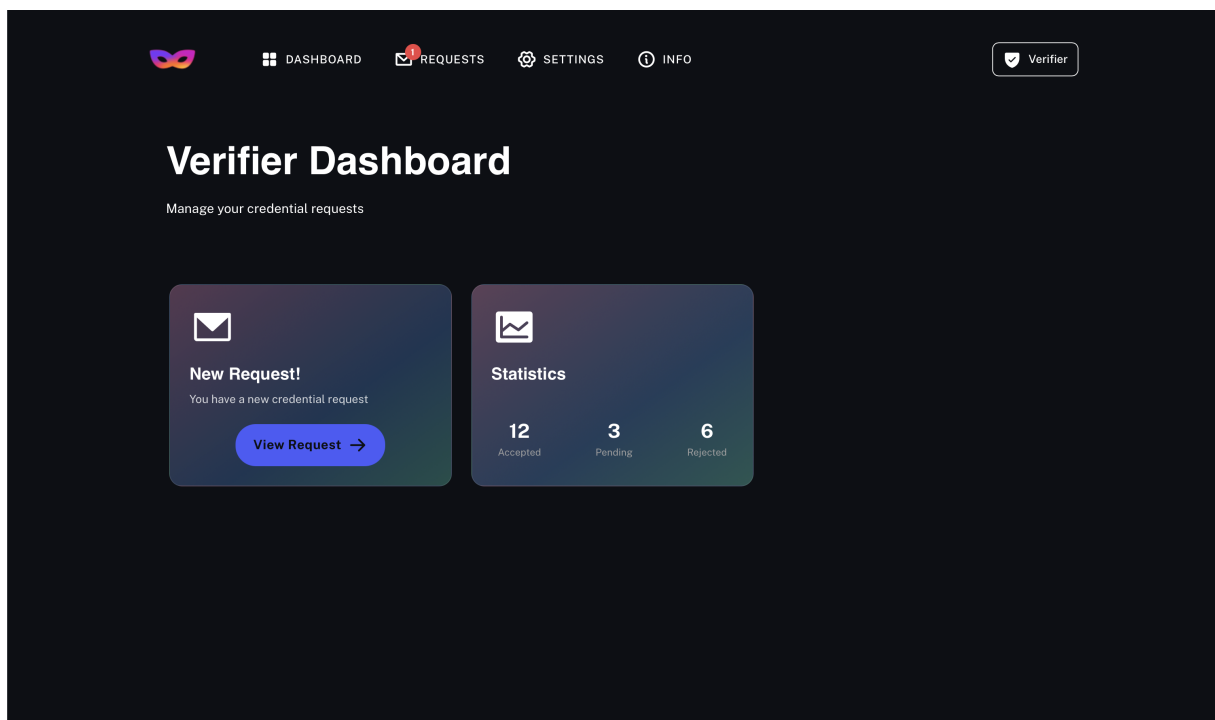 DASHBOARD
1
REQUESTS
SETTINGS
INFO
Verifier
Verifier Dashboard
Manage your credential requests
New Request!
You have a new credential request
View Request
Statistics
12 3 6
Accepted Pending Rejected